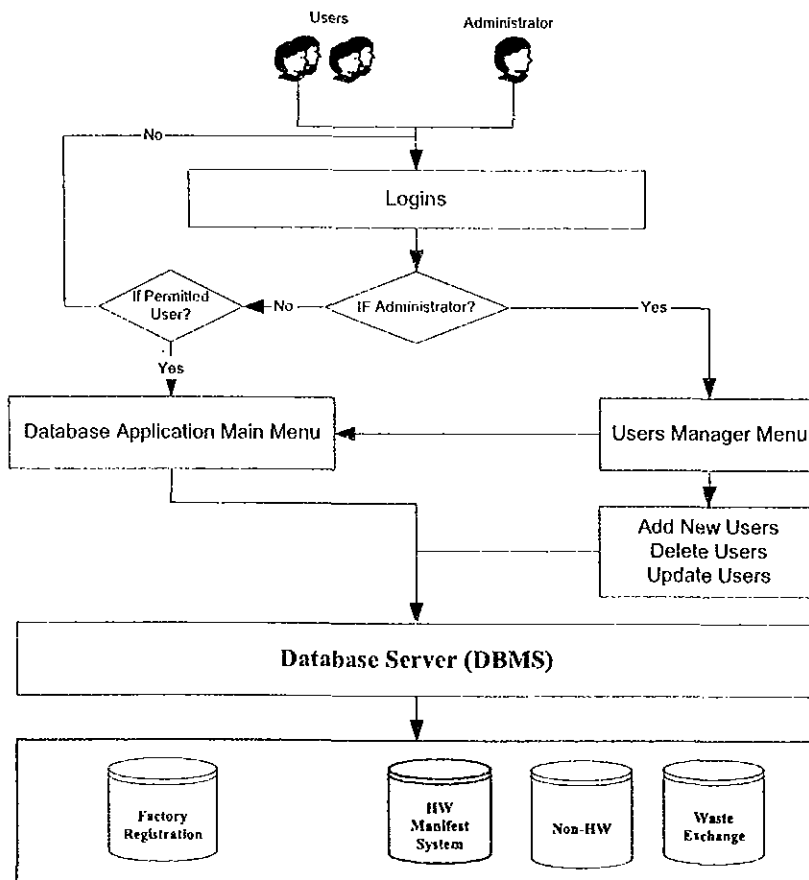 Users
Administrator
No
Logins
If Permitted
User?
No
IF Administrator?
Yes
Yes
Database Application Main Menu
Users Manager Menu
Add New Users
Delete Users
Update Users
Database Server (DBMS)
Factory
Registration
HW
Manifest
System
Non-HW
Waste
Exchange